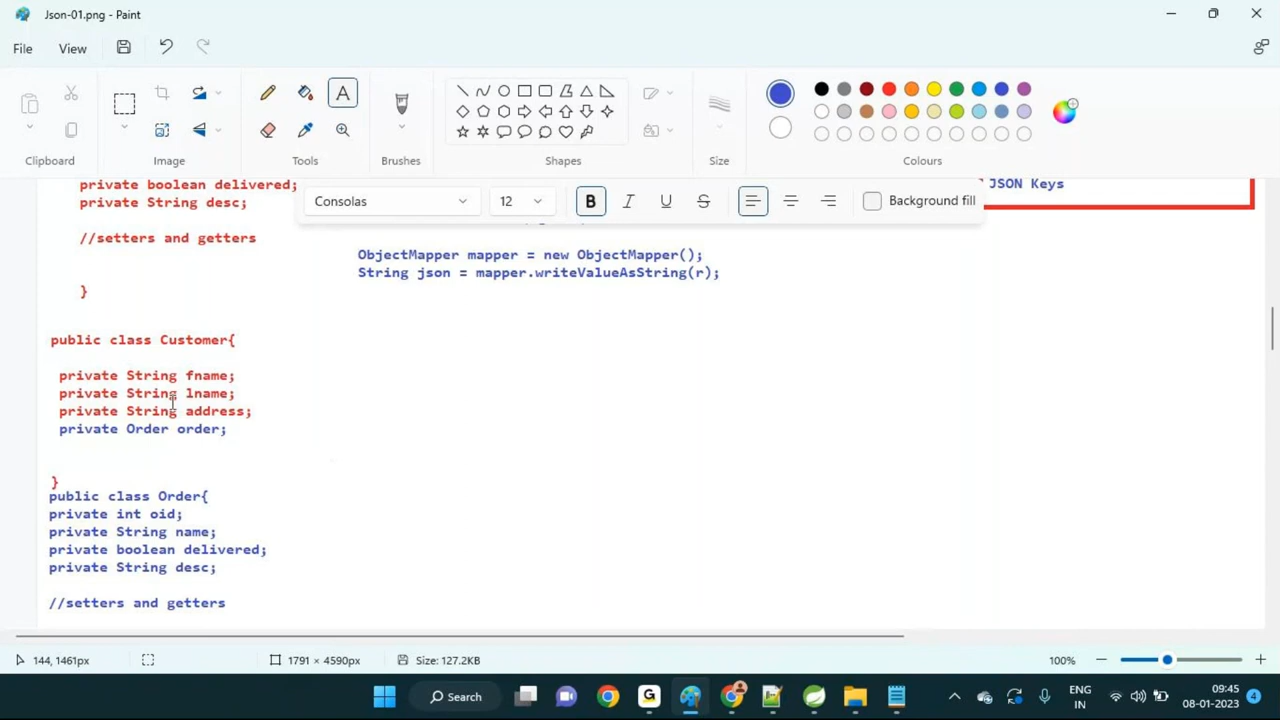 Json-01.png - Paint
File
View
Clipboard
Image
Tools
Brushes
Shapes
Size
Colours
Consolas
12
B
I
U
S
Background fill
private boolean delivered;
private String desc;
//setters and getters
}
JSON Keys
ObjectMapper mapper = new ObjectMapper();
String json = mapper.writeValueAsString(r);
public class Customer{
private String fname;
private String lname;
private String address;
private Order order;
}
public class Order{
private int oid;
private String name;
private boolean delivered;
private String desc;
//setters and getters
144, 1461px
1791 × 4590px
Size: 127.2KB
100%
Search
ENG
IN
09:45
08-01-2023
4